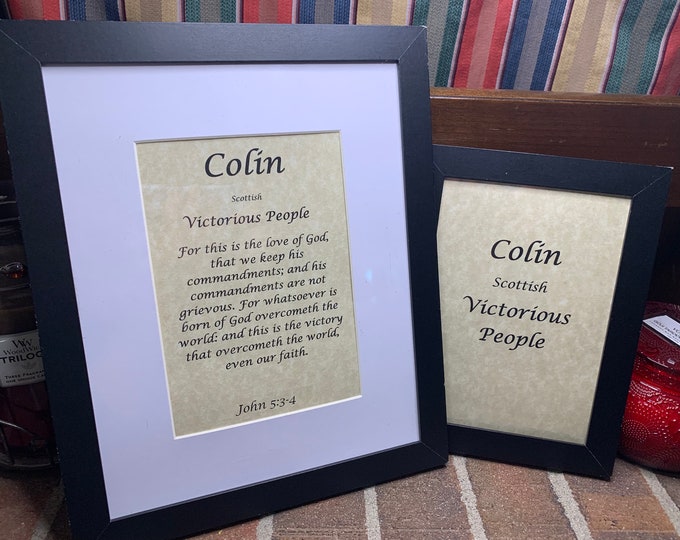 Colin
Scottish
Victorious People
For this is the love of God,
that we keep his
commandments; and his
commandments are not
grievous. For whatsoever is
born of God overcometh the
world: and this is the victory
that overcometh the world,
even our faith.
John 5:3-4
Colin
Scottish
Victorious
People
WoodWick
TRILOGY